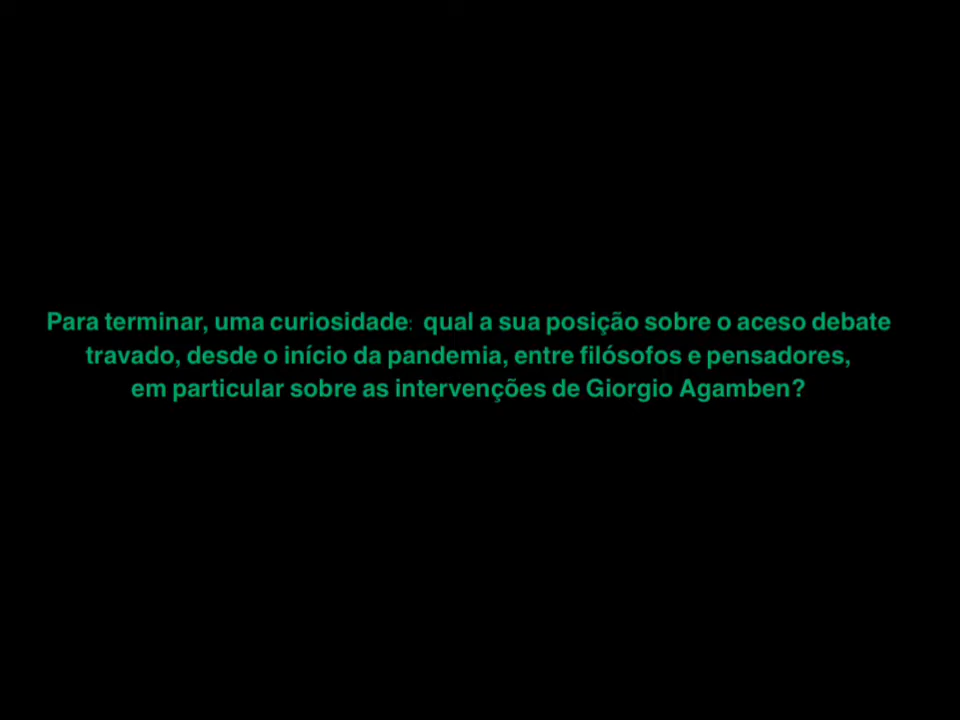 Para terminar, uma curiosidade:  qual a sua posição sobre o aceso debate
travado, desde o início da pandemia, entre filósofos e pensadores,
em particular sobre as intervenções de Giorgio Agamben?